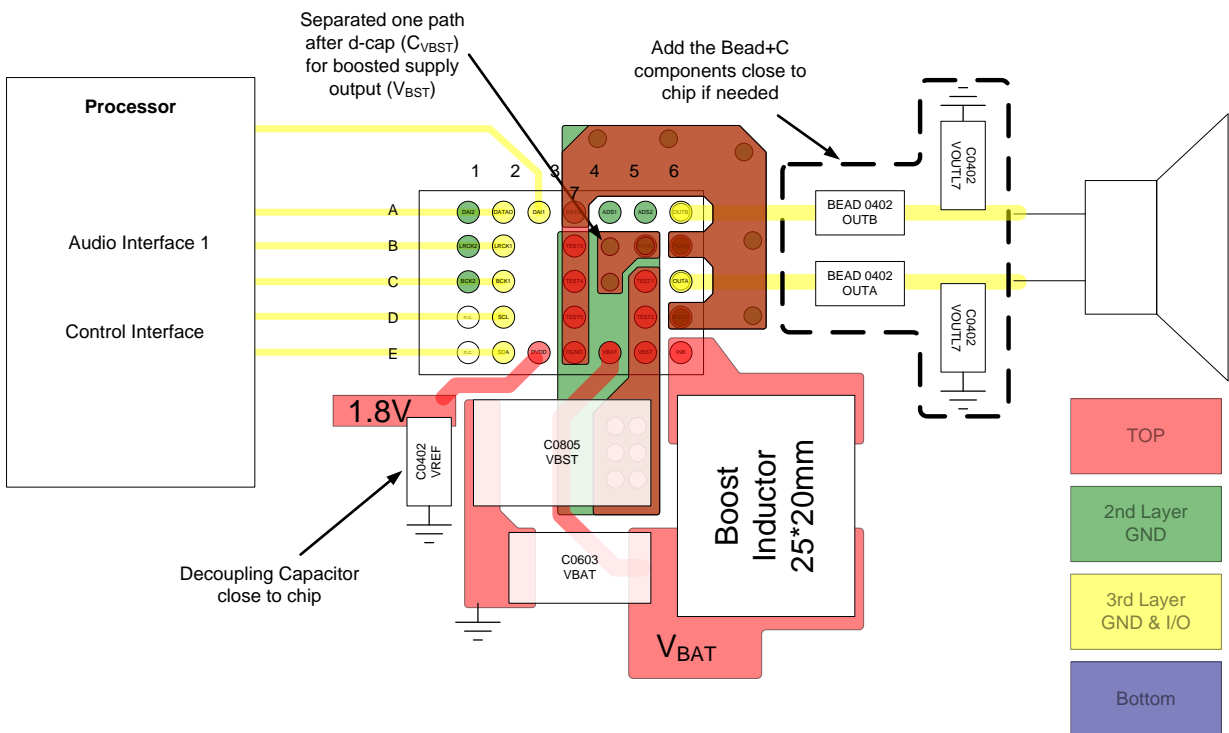 Separated one path
after d-cap (CVBST)
for boosted supply
output (VBST)
Add the Bead+C
components close to
chip if needed
Processor
Audio Interface 1
Control Interface
1 2 3 4 5 6
7
A
B
C
D
E
DAI2 DATAO DAI1 ADS1 ADS2 OUTB
LRCK2 LRCK1 TEST5
BCK2 BCK1 TEST4 TEST1 OUTA
n.c. SCL TEST6 TEST2
n.c. SDA DVDD DGND VBAT VBST INB
BEAD 0402
OUTB
BEAD 0402
OUTA
C0402
VOUTL7
C0402
VOUTL7
1.8V
C0402
VREF
C0805
VBST
C0603
VBAT
Boost
Inductor
25*20mm
VBAT
Decoupling Capacitor
close to chip
TOP
2nd Layer
GND
3rd Layer
GND & I/O
Bottom